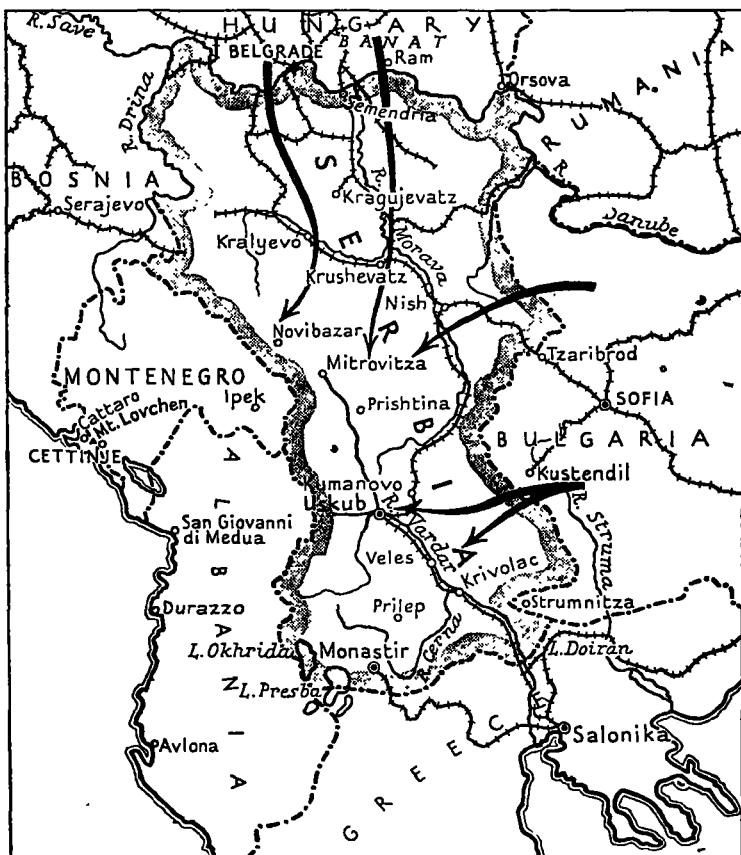 HUNGARY
R. Save
BELGRADE
BANAT
Ram
Orsova
RUMANIA
R. Drina
Semendria
SERBIA
R.
BOSNIA
Serajevo
Kragujevatz
R. Morava
Danube
Kralyevo
Krushevatz
Nish
Novibazar
Mitrovitza
Tzaribrod
MONTENEGRO
Ipek
Prishtina
SOFIA
Cattaro
Mt. Lovchen
CETTINJE
BULGARIA
Kustendil
Kumanovo
Uskub
R. Vardar
R. Struma
ALBANIA
San Giovanni
di Medua
Veles
Krivolac
Durazzo
Prilep
Strumnitza
L. Okhrida
Monastir
R. Cerna
L. Doiran
L. Presba
Avlona
Salonika
GREECE